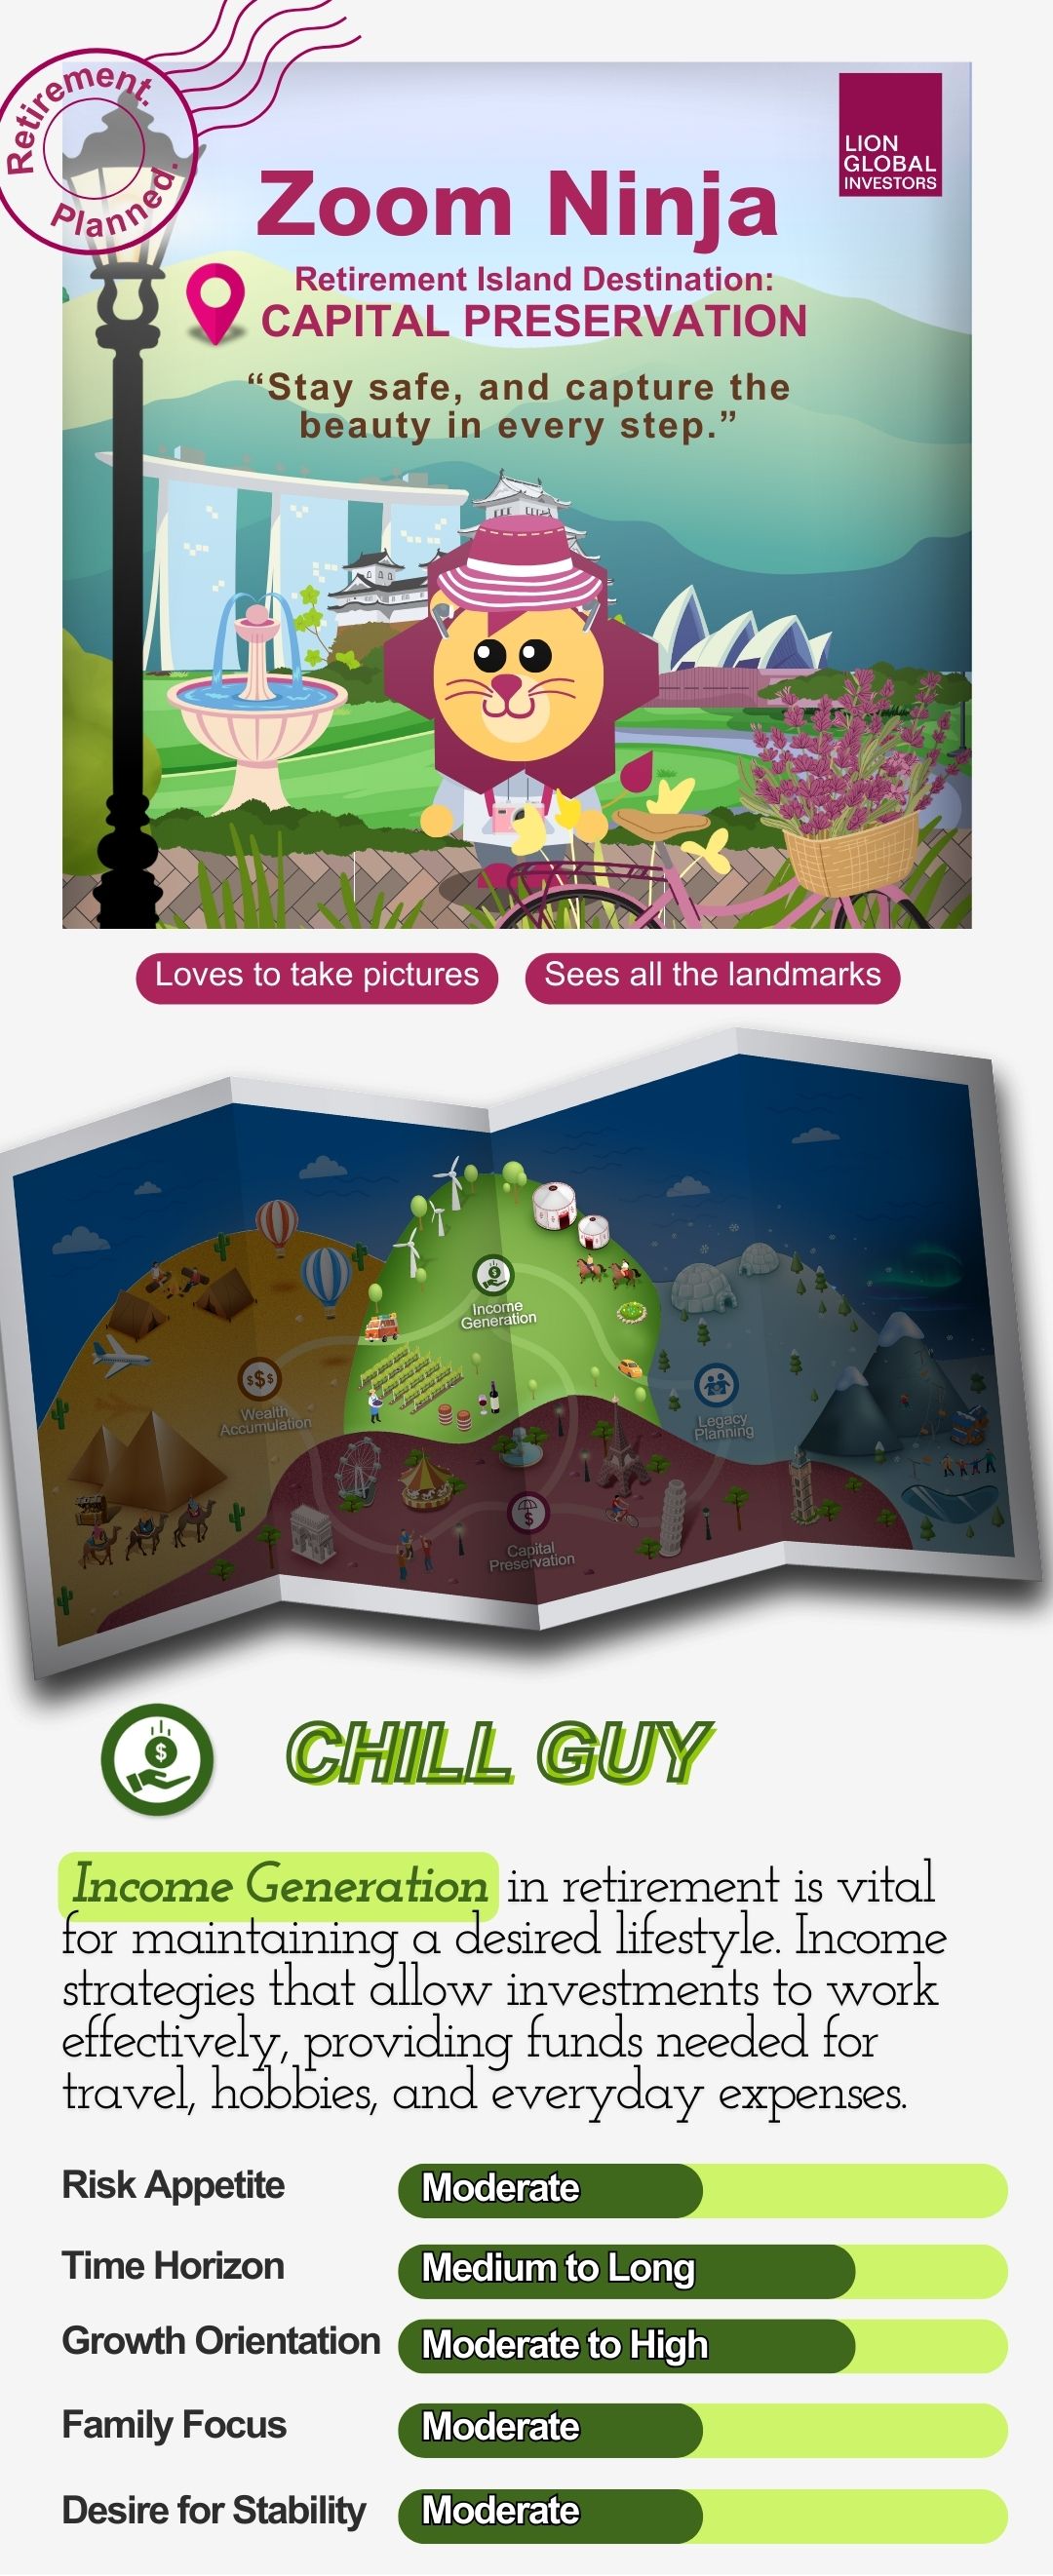 Retirement.
Planned.
LION
GLOBAL
INVESTORS
Zoom Ninja
Retirement Island Destination:
CAPITAL PRESERVATION
“Stay safe, and capture the
beauty in every step.”
Loves to take pictures
Sees all the landmarks
Income
Generation
$$$
Wealth
Accumulation
Legacy
Planning
$
Capital
Preservation
$
CHILL GUY
Income Generation in retirement is vital
for maintaining a desired lifestyle. Income
strategies that allow investments to work
effectively, providing funds needed for
travel, hobbies, and everyday expenses.
Risk Appetite Moderate
Time Horizon Medium to Long
Growth Orientation Moderate to High
Family Focus Moderate
Desire for Stability Moderate